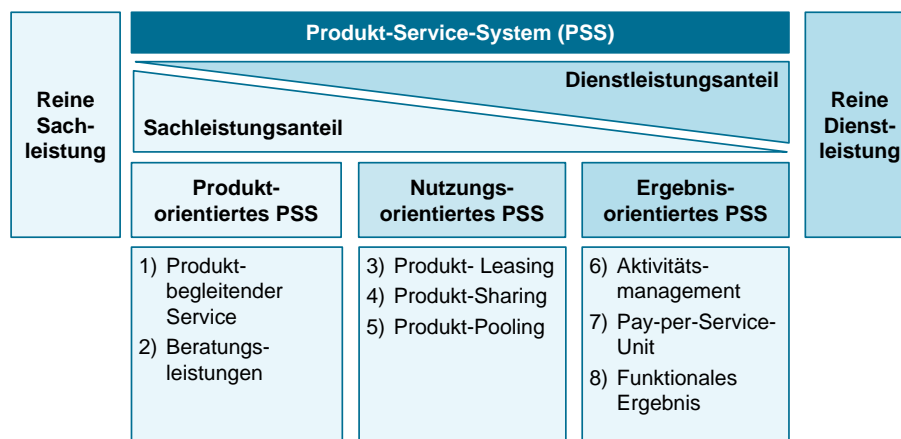 Produkt-Service-System (PSS)
Reine
Sach-
leistung
Dienstleistungsanteil
Sachleistungsanteil
Reine
Dienst-
leistung
Produkt-
orientiertes PSS
Nutzungs-
orientiertes PSS
Ergebnis-
orientiertes PSS
1) Produkt-
begleitender
Service
2) Beratungs-
leistungen
3) Produkt- Leasing
4) Produkt-Sharing
5) Produkt-Pooling
6) Aktivitäts-
management
7) Pay-per-Service-
Unit
8) Funktionales
Ergebnis